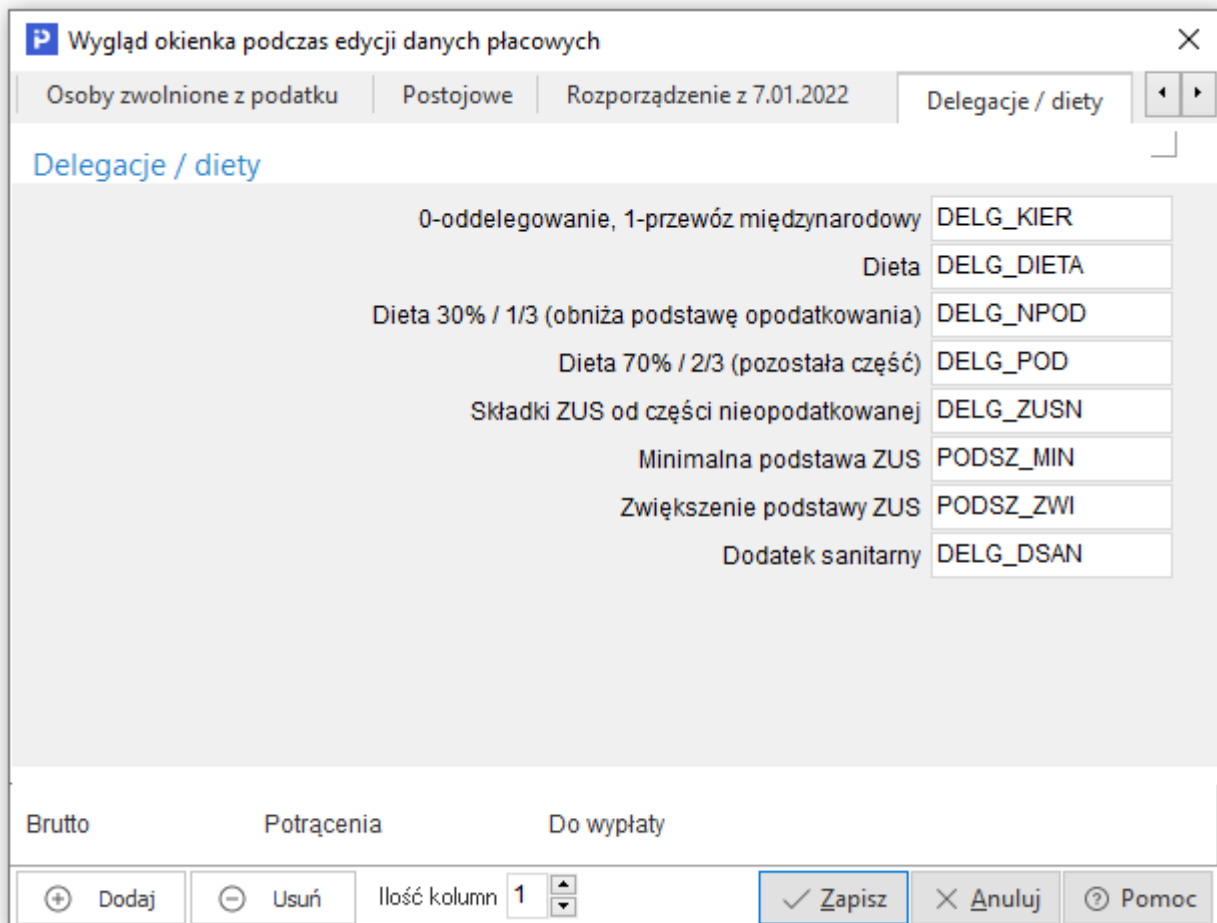 Wygląd okienka podczas edycji danych płacowych
Osoby zwolnione z podatku Postojowe Rozporządzenie z 7.01.2022 Delegacje / diety
Delegacje / diety
0-oddelegowanie, 1-przewóz międzynarodowy DELG_KIER
Dieta DELG_DIETA
Dieta 30% / 1/3 (obniża podstawę opodatkowania) DELG_NPOD
Dieta 70% / 2/3 (pozostała część) DELG_POD
Składki ZUS od części nieopodatkowanej DELG_ZUSN
Minimalna podstawa ZUS PODSZ_MIN
Zwiększenie podstawy ZUS PODSZ_ZWI
Dodatek sanitarny DELG_DSAN
Brutto Potrącenia Do wypłaty
Dodaj Usuń Ilość kolumn 1 Zapisz Anuluj Pomoc